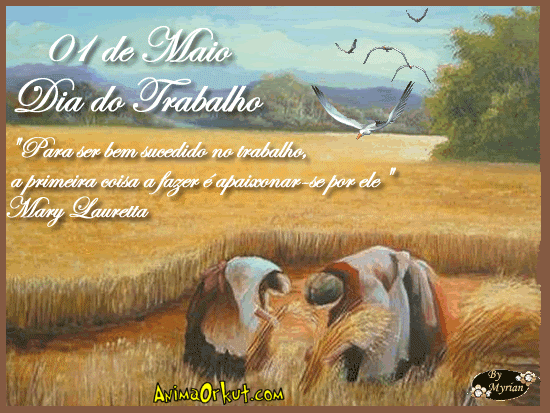 01 de Maio
Dia do Trabalho
"Para ser bem sucedido no trabalho,
a primeira coisa a fazer é apaixonar-se por ele "
Mary Lauretta
AnimaOrkut.com
By
Myrian